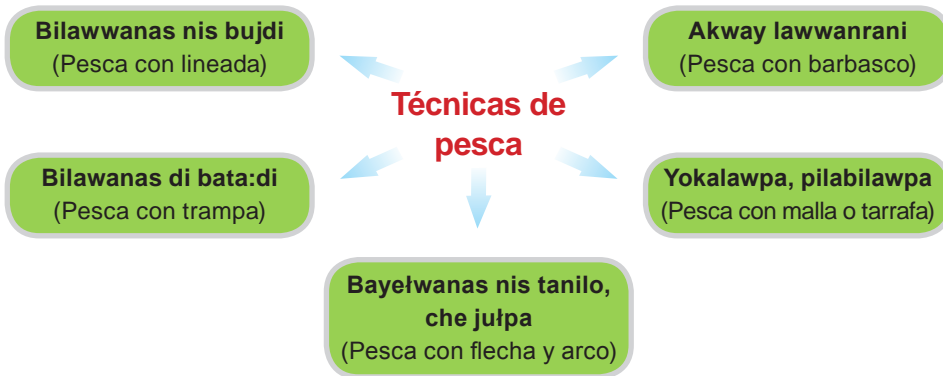 Bilawwanas nis bujdi
(Pesca con lineada)
Akway lawwanrani
(Pesca con barbasco)
Técnicas de
pesca
Bilawanas di bata:di
(Pesca con trampa)
Yokalawpa, pilabilawpa
(Pesca con malla o tarrafa)
Bayełwanas nis tanilo,
che jułpa
(Pesca con flecha y arco)